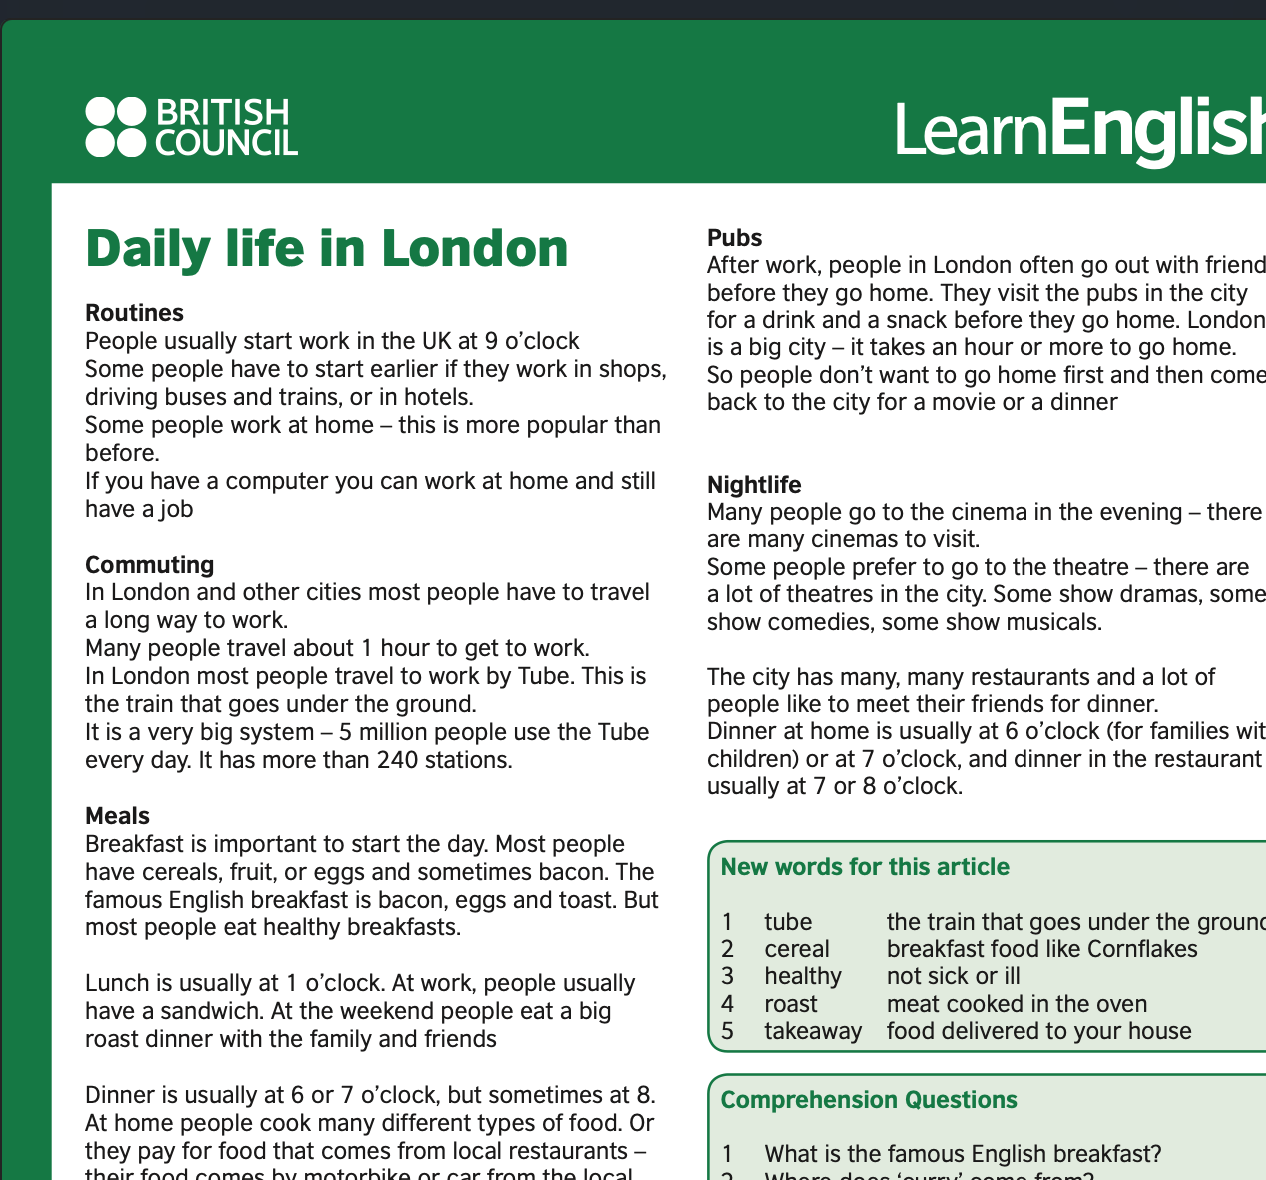 BRITISH
COUNCIL
LearnEnglish
Daily life in London
Routines
People usually start work in the UK at 9 o’clock
Some people have to start earlier if they work in shops,
driving buses and trains, or in hotels.
Some people work at home – this is more popular than
before.
If you have a computer you can work at home and still
have a job
Commuting
In London and other cities most people have to travel
a long way to work.
Many people travel about 1 hour to get to work.
In London most people travel to work by Tube. This is
the train that goes under the ground.
It is a very big system – 5 million people use the Tube
every day. It has more than 240 stations.
Meals
Breakfast is important to start the day. Most people
have cereals, fruit, or eggs and sometimes bacon. The
famous English breakfast is bacon, eggs and toast. But
most people eat healthy breakfasts.
Lunch is usually at 1 o’clock. At work, people usually
have a sandwich. At the weekend people eat a big
roast dinner with the family and friends
Dinner is usually at 6 or 7 o’clock, but sometimes at 8.
At home people cook many different types of food. Or
they pay for food that comes from local restaurants –
their food comes by motorbike or car from the local
Pubs
After work, people in London often go out with friend
before they go home. They visit the pubs in the city
for a drink and a snack before they go home. London
is a big city – it takes an hour or more to go home.
So people don’t want to go home first and then come
back to the city for a movie or a dinner
Nightlife
Many people go to the cinema in the evening – there
are many cinemas to visit.
Some people prefer to go to the theatre – there are
a lot of theatres in the city. Some show dramas, some
show comedies, some show musicals.
The city has many, many restaurants and a lot of
people like to meet their friends for dinner.
Dinner at home is usually at 6 o’clock (for families wit
children) or at 7 o’clock, and dinner in the restaurant
usually at 7 or 8 o’clock.
New words for this article
1 tube the train that goes under the ground
2 cereal breakfast food like Cornflakes
3 healthy not sick or ill
4 roast meat cooked in the oven
5 takeaway food delivered to your house
Comprehension Questions
1 What is the famous English breakfast?
2 Where does ‘curry’ come from?